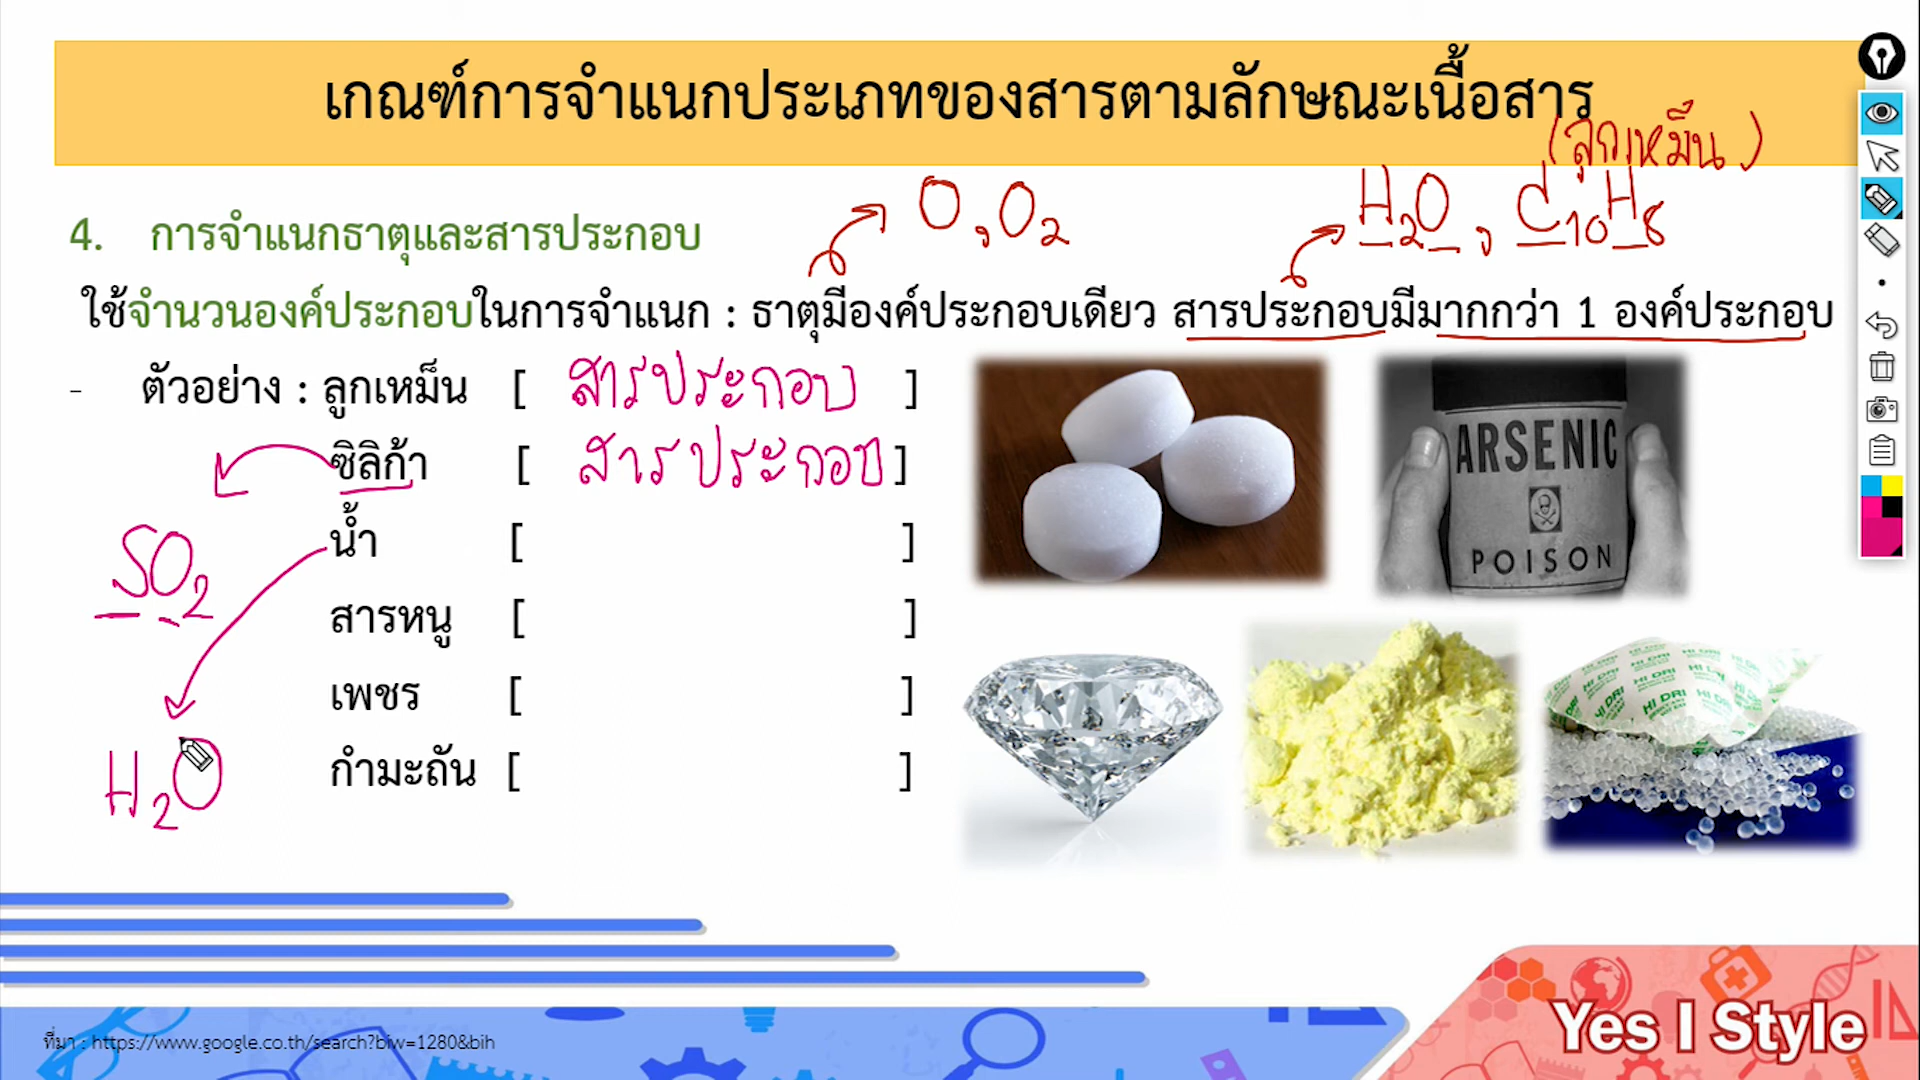 เกณฑ์การจำแนกประเภทของสารตามลักษณะเนื้อสาร
(ลูกเหม็น)
O, O2
H2O, C10H8
4. การจำแนกธาตุและสารประกอบ
ใช้จำนวนองค์ประกอบในการจำแนก : ธาตุมีองค์ประกอบเดียว สารประกอบมีมากกว่า 1 องค์ประกอบ
- ตัวอย่าง : ลูกเหม็น [ สารประกอบ ]
ซิลิก้า [ สารประกอบ ]
น้ำ [ ]
SO2
สารหนู [ ]
เพชร [ ]
กำมะถัน [ ]
H2O
ARSENIC
POISON
HI DRI
HI DRI
HI DRI
HI DRI
HI DRI
ที่มา : https://www.google.co.th/search?biw=1280&bih
Yes I Style